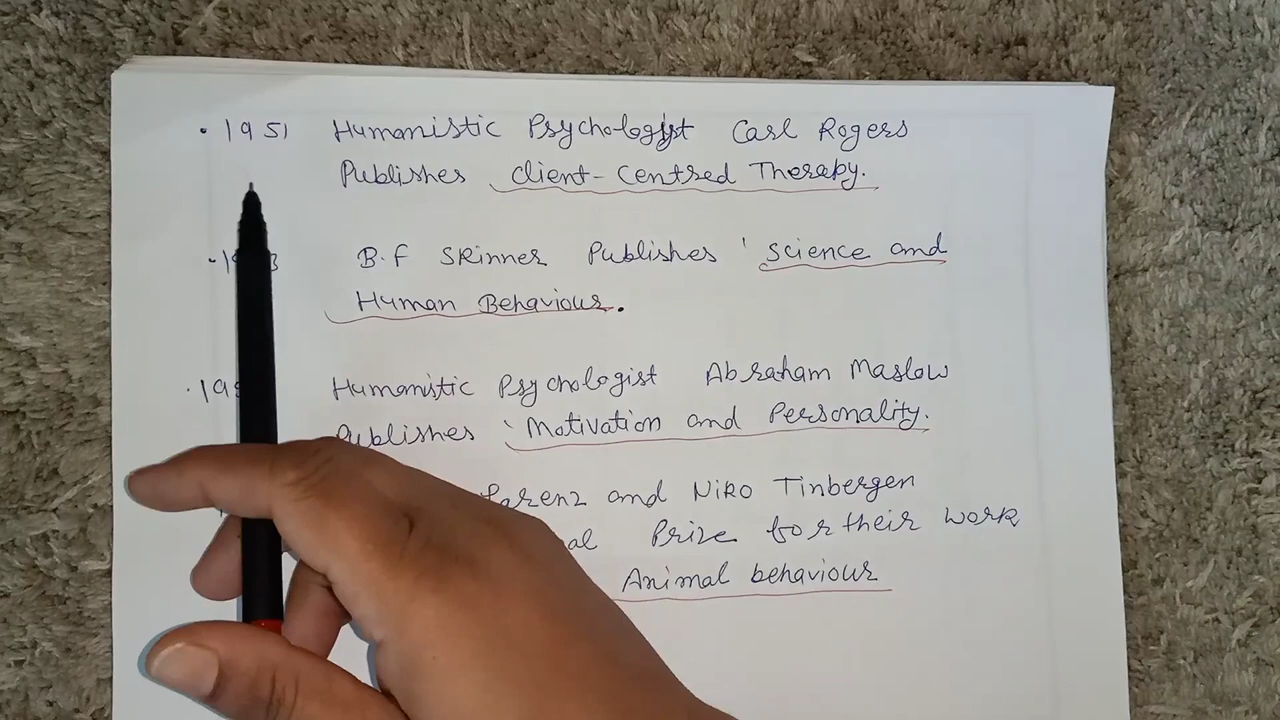 • 1951 Humanistic Psychologist Carl Rogers
Publishes Client-Centred Therapy.
B.F Skinner Publishes ' Science and
Human Behaviour.
Humanistic Psychologist Abraham Maslow
Publishes ' Motivation and Personality.
Larenz and Niko Tinbergen
Prize for their work
Animal behaviour